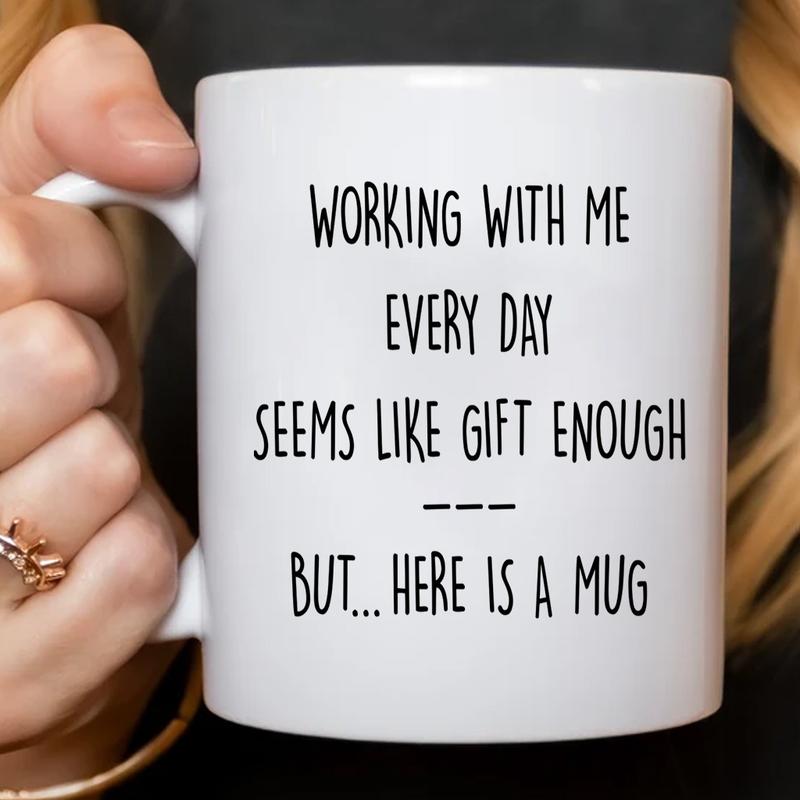 WORKING WITH ME
EVERY DAY
SEEMS LIKE GIFT ENOUGH
---
BUT... HERE IS A MUG